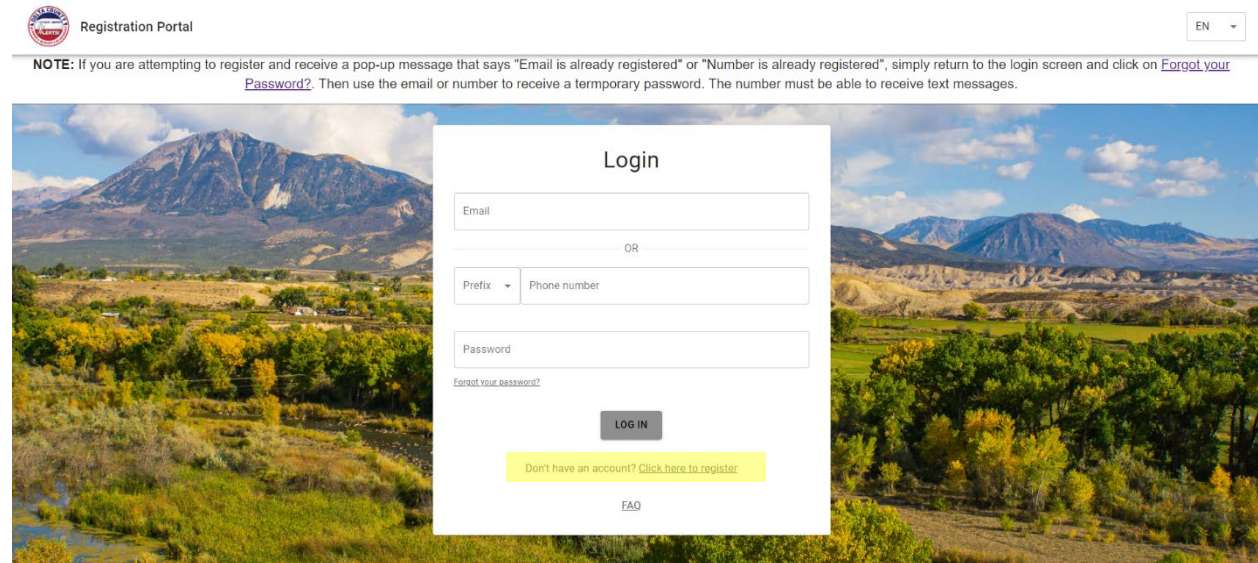 DELTA COUNTY
ALERTS!
Registration Portal
EN
NOTE: If you are attempting to register and receive a pop-up message that says "Email is already registered" or "Number is already registered", simply return to the login screen and click on Forgot your
Password?. Then use the email or number to receive a termporary password. The number must be able to receive text messages.
Login
Email
OR
Prefix
Phone number
Password
Forgot your password?
LOG IN
Don't have an account? Click here to register
FAQ